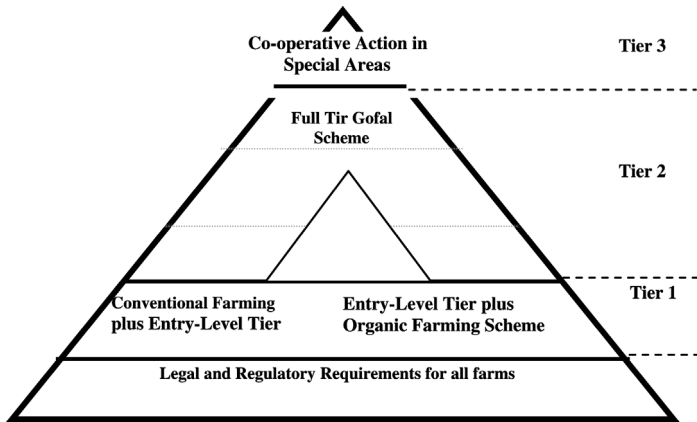 Co-operative Action in
Special Areas
Tier 3
Full Tir Gofal
Scheme
Tier 2
Tier 1
Conventional Farming
plus Entry-Level Tier
Entry-Level Tier plus
Organic Farming Scheme
Legal and Regulatory Requirements for all farms